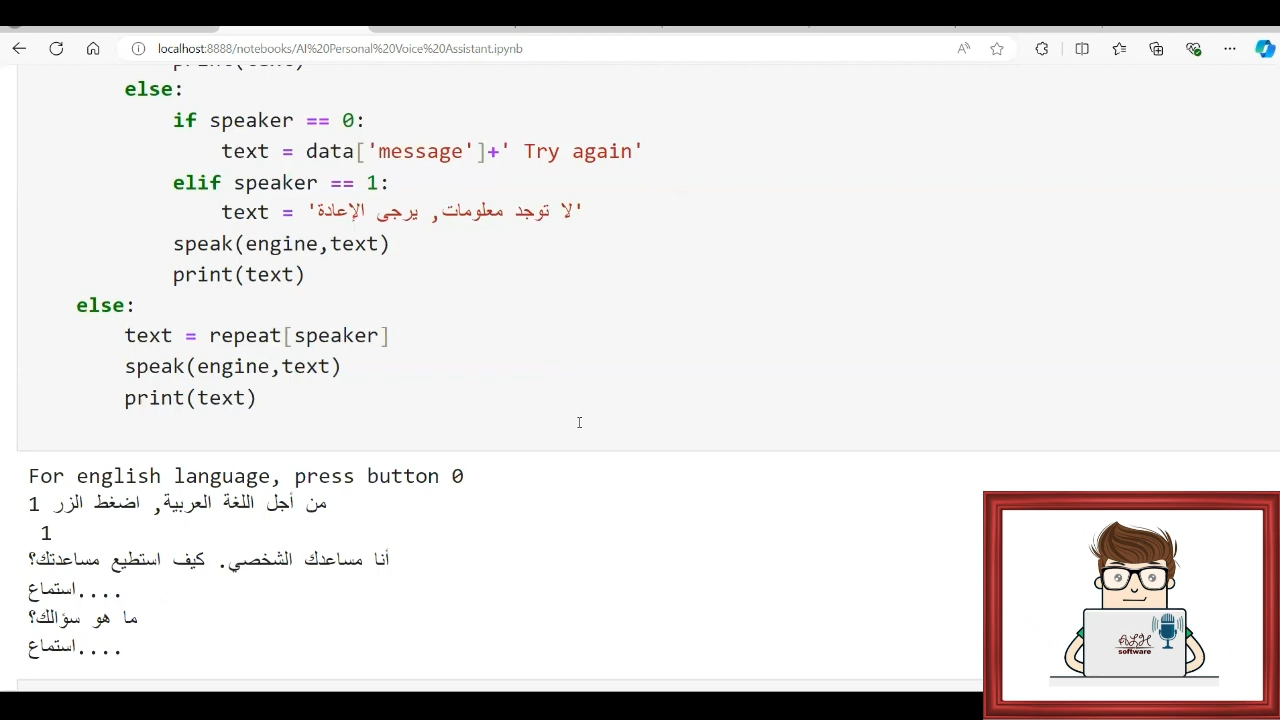 localhost:8888/notebooks/AI%20Personal%20Voice%20Assistant.ipynb
print(text)
else:
if speaker == 0:
text = data['message']+' Try again'
elif speaker == 1:
text = 'لا توجد معلومات, يرجى الإعادة'
speak(engine,text)
print(text)
else:
text = repeat[speaker]
speak(engine,text)
print(text)
For english language, press button 0
من أجل اللغة العربية, اضغط الزر 1
1
أنا مساعدك الشخصي. كيف استطيع مساعدتك؟
استماع....
ما هو سؤالك؟
استماع....
software